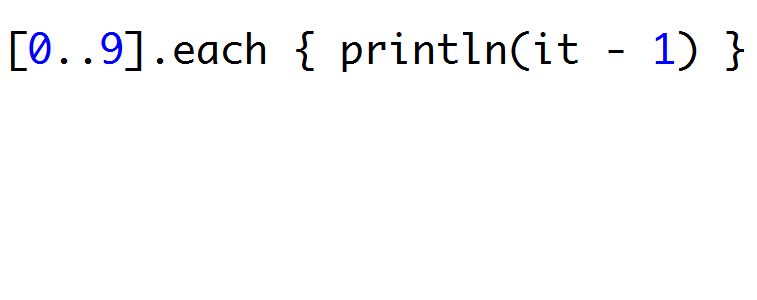 [0..9].each { println(it - 1) }